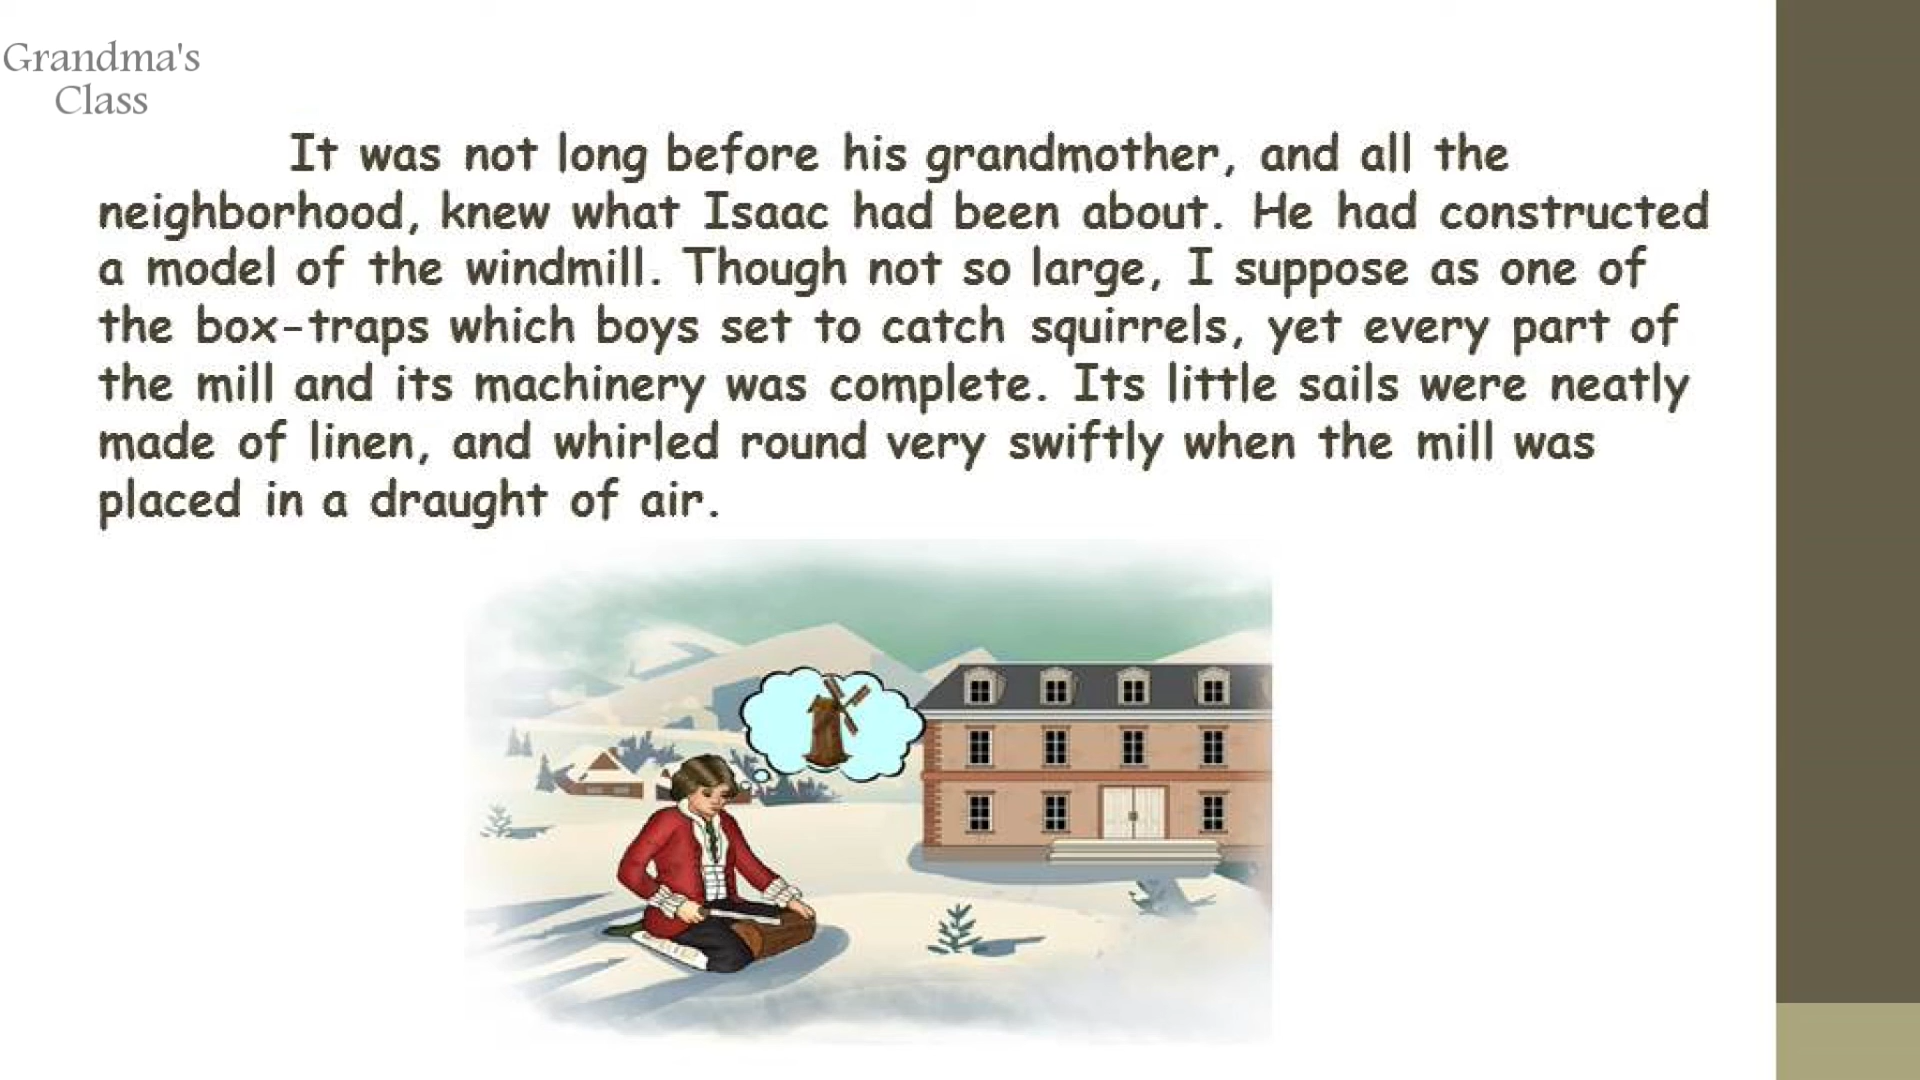 Grandma's
Class
It was not long before his grandmother, and all the
neighborhood, knew what Isaac had been about. He had constructed
a model of the windmill. Though not so large, I suppose as one of
the box-traps which boys set to catch squirrels, yet every part of
the mill and its machinery was complete. Its little sails were neatly
made of linen, and whirled round very swiftly when the mill was
placed in a draught of air.